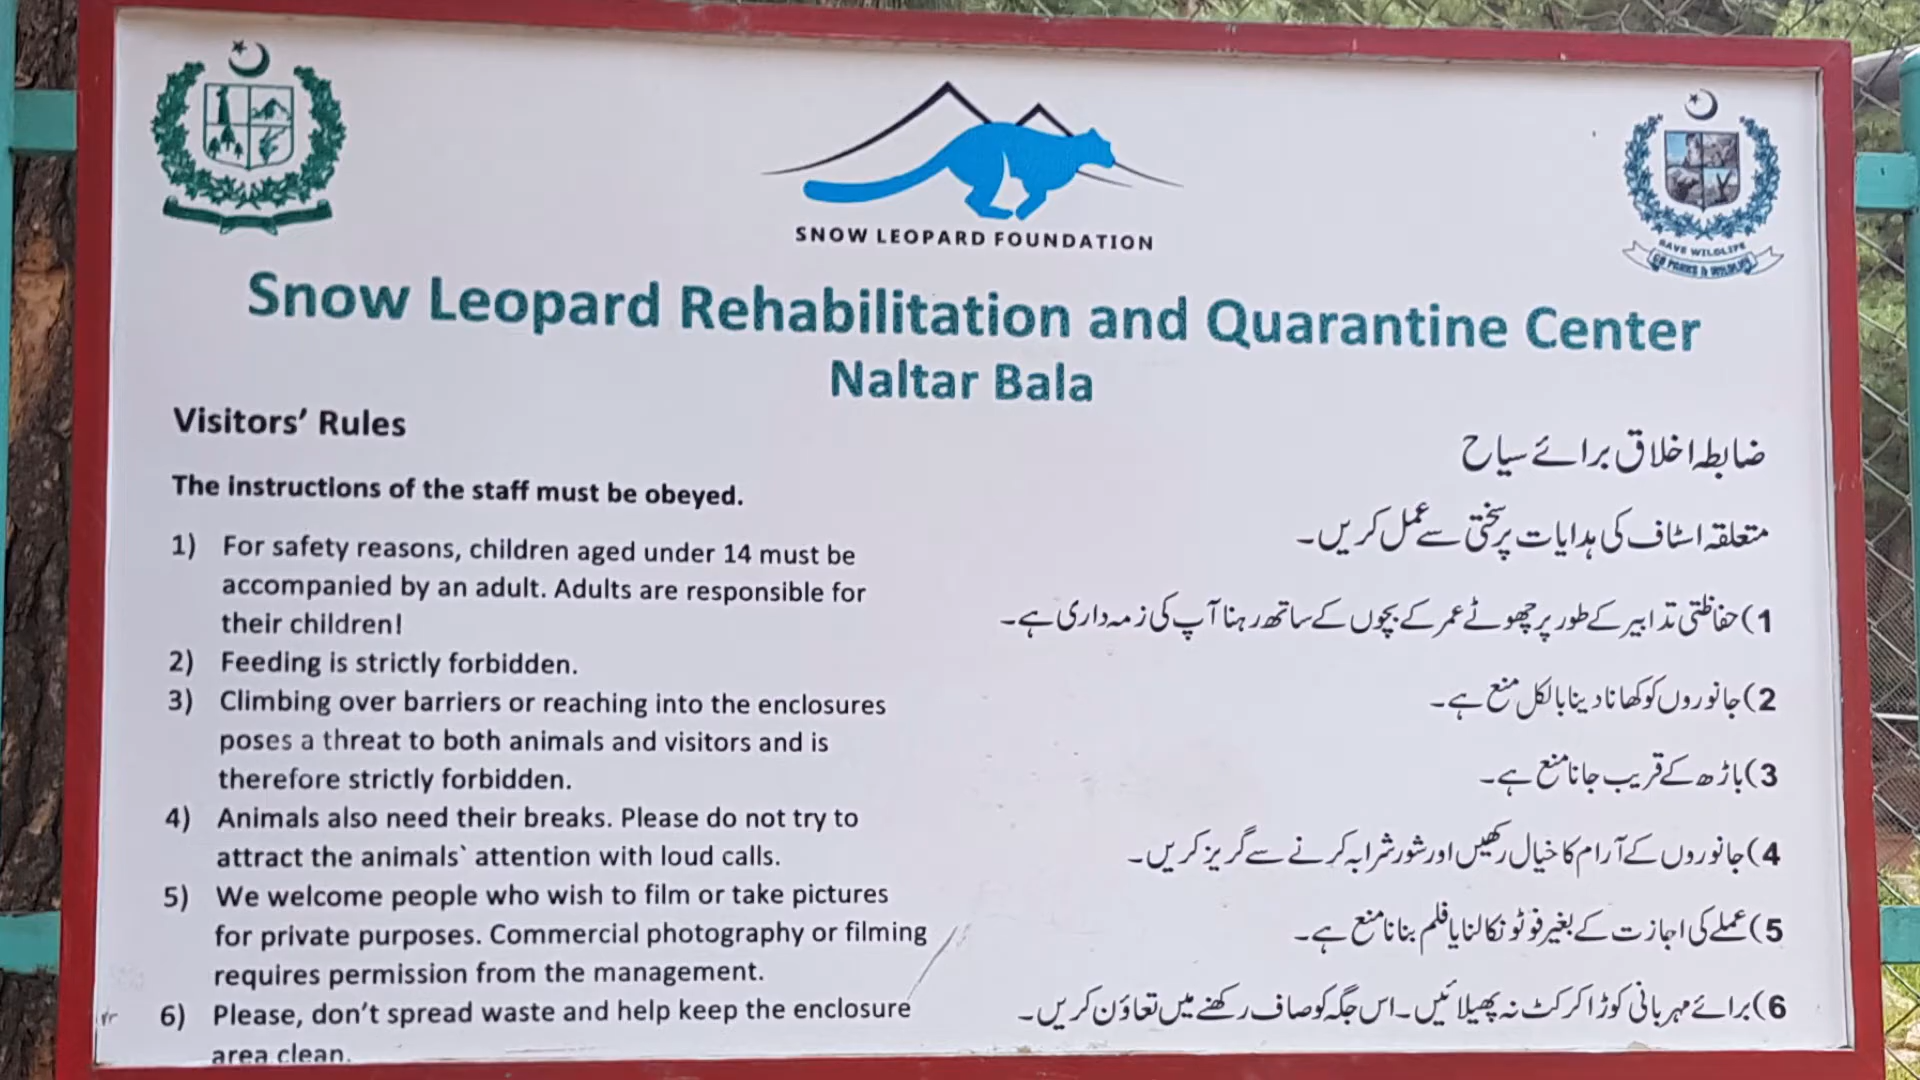 SNOW LEOPARD FOUNDATION
SAVE WILDLIFE
GB PARKS & WILDLIFE
Snow Leopard Rehabilitation and Quarantine Center
Naltar Bala
Visitors’ Rules
The instructions of the staff must be obeyed.
1) For safety reasons, children aged under 14 must be
accompanied by an adult. Adults are responsible for
their children!
2) Feeding is strictly forbidden.
3) Climbing over barriers or reaching into the enclosures
poses a threat to both animals and visitors and is
therefore strictly forbidden.
4) Animals also need their breaks. Please do not try to
attract the animals` attention with loud calls.
5) We welcome people who wish to film or take pictures
for private purposes. Commercial photography or filming
requires permission from the management.
6) Please, don’t spread waste and help keep the enclosure
area clean.
ضابطہ اخلاق برائے سیاح
متعلقہ اسٹاف کی ہدایات پر سختی سے عمل کریں۔
1) حفاظتی تدابیر کے طور پر چھوٹے عمر کے بچوں کے ساتھ رہنا آپ کی زمہ داری ہے۔
2) جانوروں کو کھانا دینا بالکل منع ہے۔
3) باڑھ کے قریب جانا منع ہے۔
4) جانوروں کے آرام کا خیال رکھیں اور شور شرابہ کرنے سے گریز کریں۔
5) عملے کی اجازت کے بغیر فوٹو نکالنا یا فلم بنانا منع ہے۔
6) برائے مہربانی کوڑا کرکٹ نہ پھیلائیں۔ اس جگہ کو صاف رکھنے میں تعاؤن کریں۔